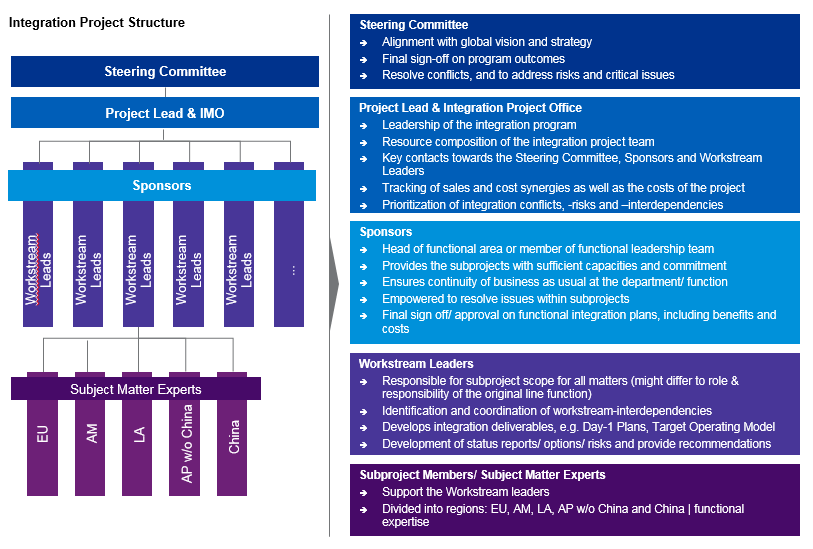 Integration Project Structure
Steering Committee
Project Lead & IMO
Sponsors
Workstream
Leads
Workstream
Leads
Workstream
Leads
Workstream
Leads
Workstream
Leads
...
Subject Matter Experts
EU
AM
LA
AP w/o China
China
Steering Committee
➔ Alignment with global vision and strategy
➔ Final sign-off on program outcomes
➔ Resolve conflicts, and to address risks and critical issues
Project Lead & Integration Project Office
➔ Leadership of the integration program
➔ Resource composition of the integration project team
➔ Key contacts towards the Steering Committee, Sponsors and Workstream
Leaders
➔ Tracking of sales and cost synergies as well as the costs of the project
➔ Prioritization of integration conflicts, -risks and –interdependencies
Sponsors
➔ Head of functional area or member of functional leadership team
➔ Provides the subprojects with sufficient capacities and commitment
➔ Ensures continuity of business as usual at the department/ function
➔ Empowered to resolve issues within subprojects
➔ Final sign off/ approval on functional integration plans, including benefits and
costs
Workstream Leaders
➔ Responsible for subproject scope for all matters (might differ to role &
responsibility of the original line function)
➔ Identification and coordination of workstream-interdependencies
➔ Develops integration deliverables, e.g. Day-1 Plans, Target Operating Model
➔ Development of status reports/ options/ risks and provide recommendations
Subproject Members/ Subject Matter Experts
➔ Support the Workstream leaders
➔ Divided into regions: EU, AM, LA, AP w/o China and China | functional
expertise